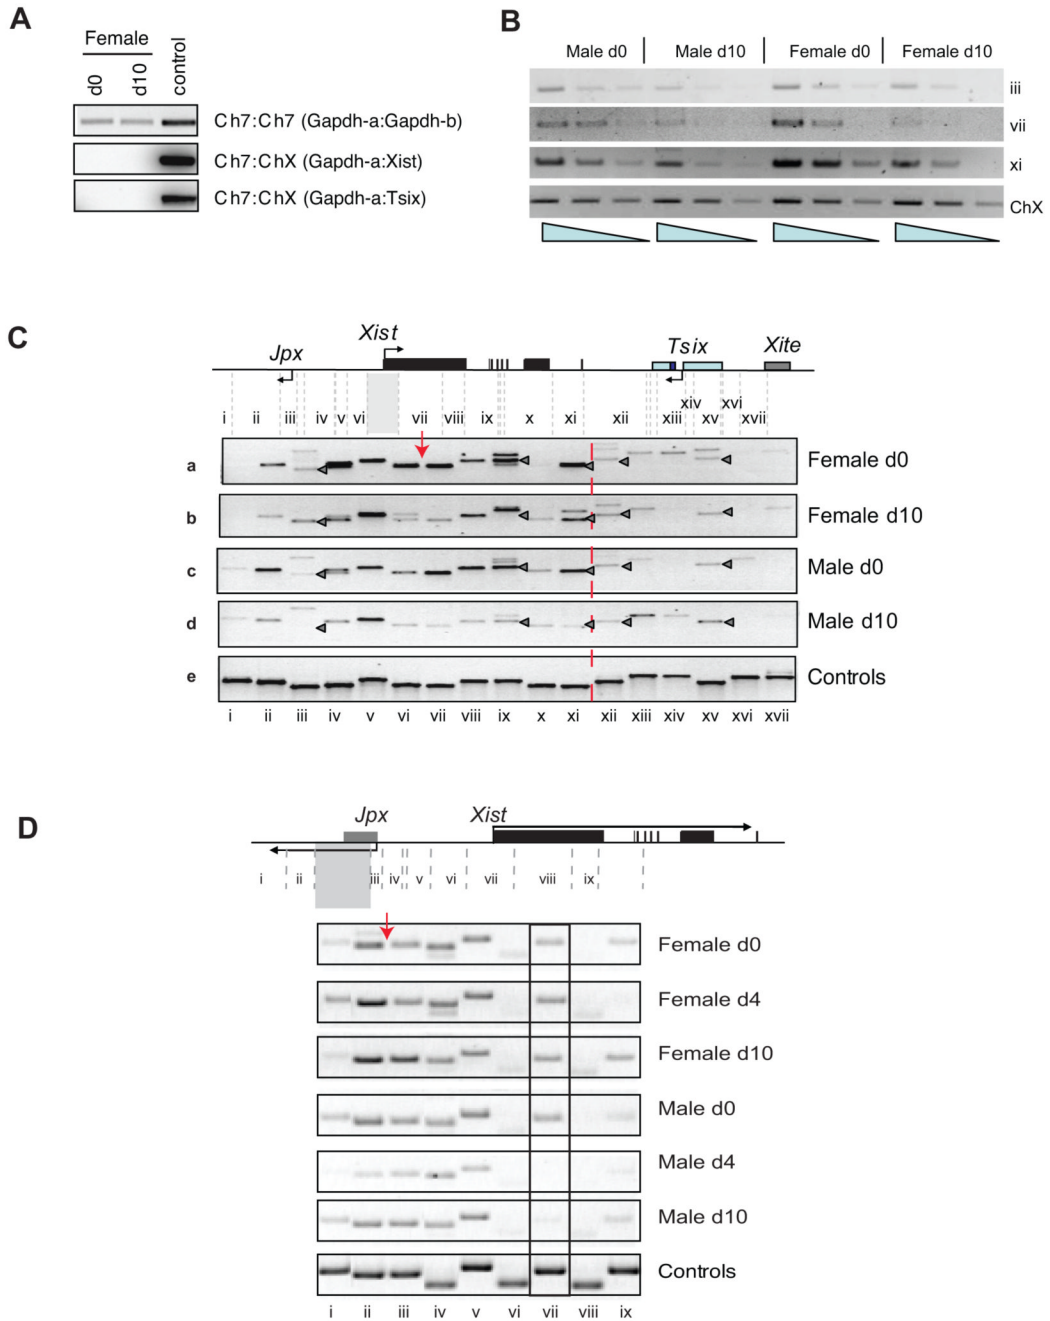 A
Female
d0 d10 control
Ch7:Ch7 (Gapdh-a:Gapdh-b)
Ch7:ChX (Gapdh-a:Xist)
Ch7:ChX (Gapdh-a:Tsix)
B
Male d0 Male d10 Female d0 Female d10
iii
vii
xi
ChX
C
Jpx Xist Tsix Xite
i ii iii iv v vi vii viii ix x xi xii xiii xiv xv xvi xvii
a Female d0
b Female d10
c Male d0
d Male d10
e Controls
i ii iii iv v vi vii viii ix x xi xii xiii xiv xv xvi xvii
D
Jpx Xist
i ii iii iv v vi vii viii ix
Female d0
Female d4
Female d10
Male d0
Male d4
Male d10
Controls
i ii iii iv v vi vii viii ix